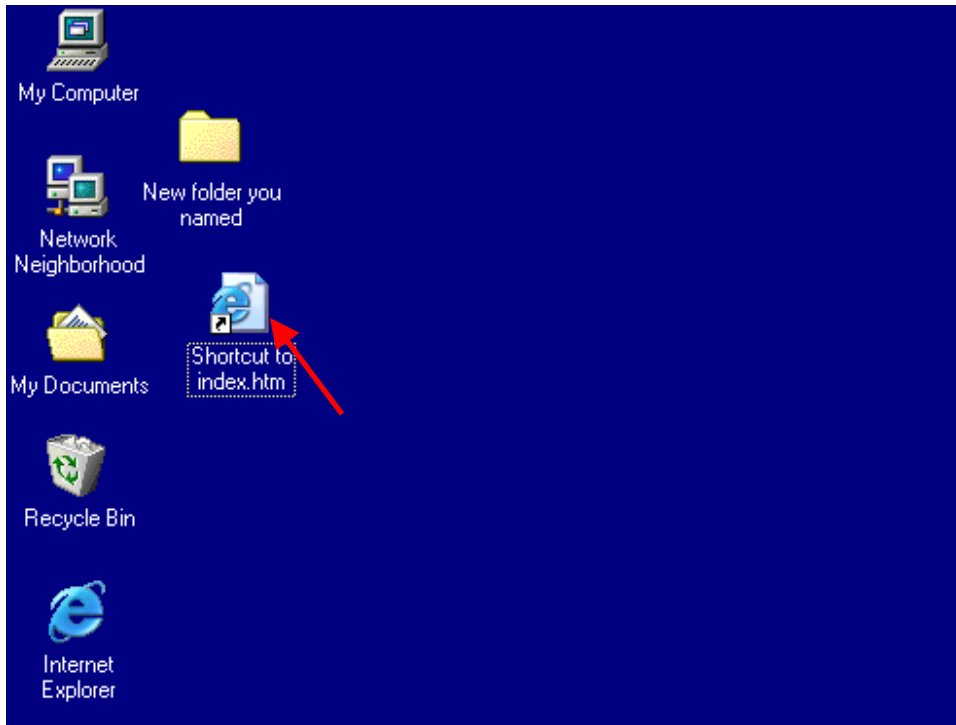 My Computer
New folder you
named
Network
Neighborhood
Shortcut to
index.htm
My Documents
Recycle Bin
Internet
Explorer